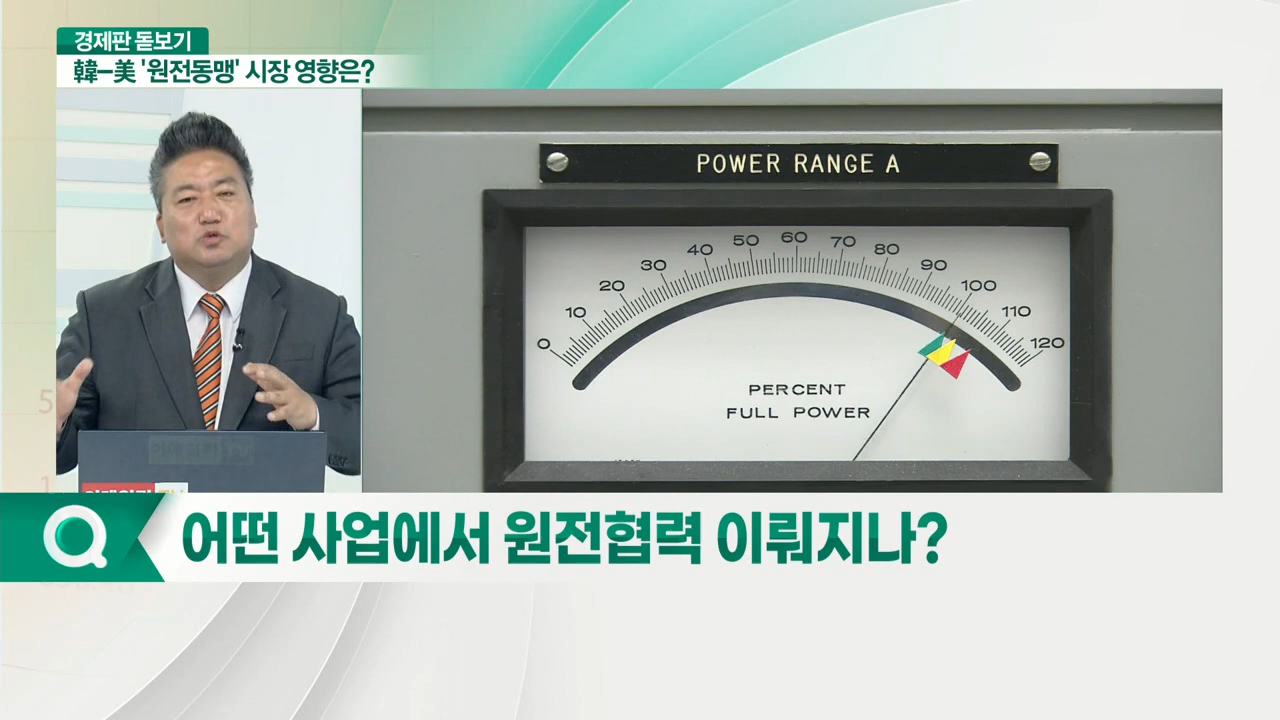 경제판 돋보기
韓-美 '원전동맹' 시장 영향은?
POWER RANGE A
0 10 20 30 40 50 60 70 80 90 100 110 120
PERCENT
FULL POWER
Q 어떤 사업에서 원전협력 이뤄지나?